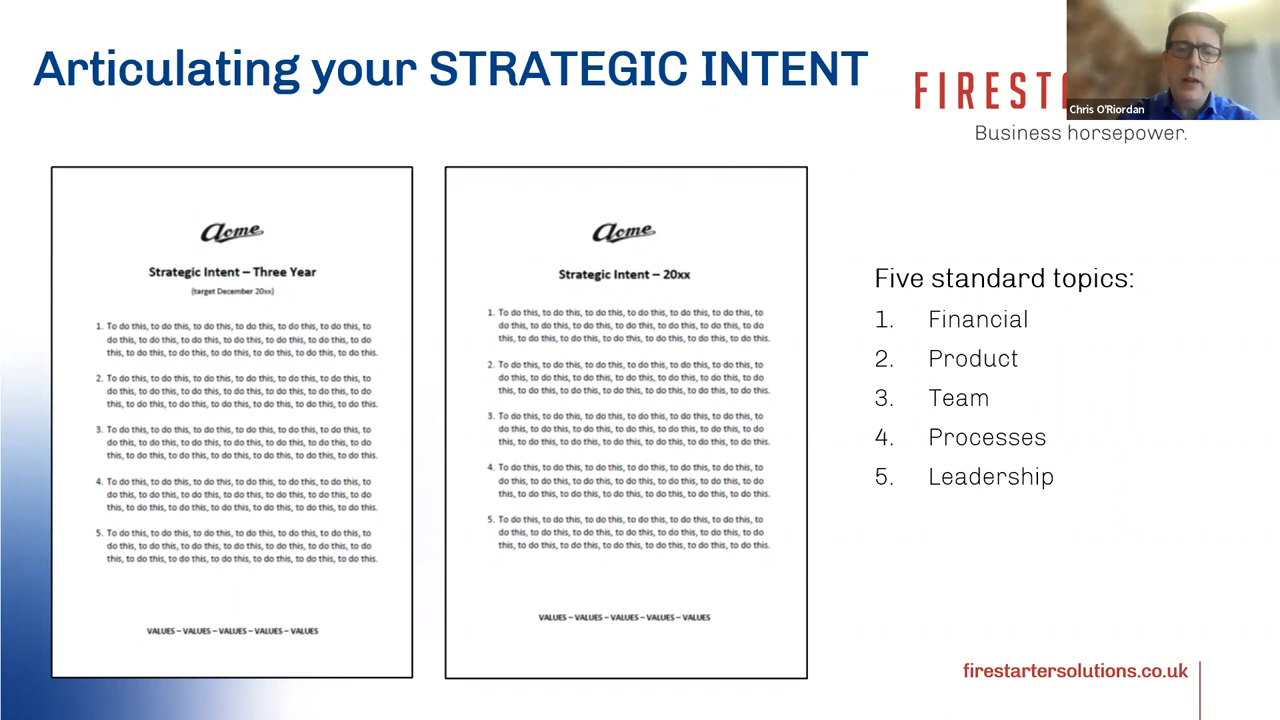 Articulating your STRATEGIC INTENT
FIREST
Chris O'Riordan
Business horsepower.
Acme
Strategic Intent – Three Year
(target December 20xx)
1. To do this, to do this, to do this, to do this, to do this, to do this, to
do this, to do this, to do this, to do this, to do this, to do this, to do
this, to do this, to do this, to do this, to do this, to do this, to do this.
2. To do this, to do this, to do this, to do this, to do this, to do this, to
do this, to do this, to do this, to do this, to do this, to do this, to do
this, to do this, to do this, to do this, to do this, to do this, to do this.
3. To do this, to do this, to do this, to do this, to do this, to do this, to
do this, to do this, to do this, to do this, to do this, to do this, to do
this, to do this, to do this, to do this, to do this, to do this, to do this.
4. To do this, to do this, to do this, to do this, to do this, to do this, to
do this, to do this, to do this, to do this, to do this, to do this, to do
this, to do this, to do this, to do this, to do this, to do this, to do this.
5. To do this, to do this, to do this, to do this, to do this, to do this, to
do this, to do this, to do this, to do this, to do this, to do this, to do
this, to do this, to do this, to do this, to do this, to do this, to do this.
VALUES – VALUES – VALUES – VALUES – VALUES
Acme
Strategic Intent – 20xx
1. To do this, to do this, to do this, to do this, to do this, to do this, to
do this, to do this, to do this, to do this, to do this, to do this, to do
this, to do this, to do this, to do this, to do this, to do this, to do this.
2. To do this, to do this, to do this, to do this, to do this, to do this, to
do this, to do this, to do this, to do this, to do this, to do this, to do
this, to do this, to do this, to do this, to do this, to do this, to do this.
3. To do this, to do this, to do this, to do this, to do this, to do this, to
do this, to do this, to do this, to do this, to do this, to do this, to do
this, to do this, to do this, to do this, to do this, to do this, to do this.
4. To do this, to do this, to do this, to do this, to do this, to do this, to
do this, to do this, to do this, to do this, to do this, to do this, to do
this, to do this, to do this, to do this, to do this, to do this, to do this.
5. To do this, to do this, to do this, to do this, to do this, to do this, to
do this, to do this, to do this, to do this, to do this, to do this, to do
this, to do this, to do this, to do this, to do this, to do this, to do this.
VALUES – VALUES – VALUES – VALUES – VALUES
Five standard topics:
1. Financial
2. Product
3. Team
4. Processes
5. Leadership
firestartersolutions.co.uk